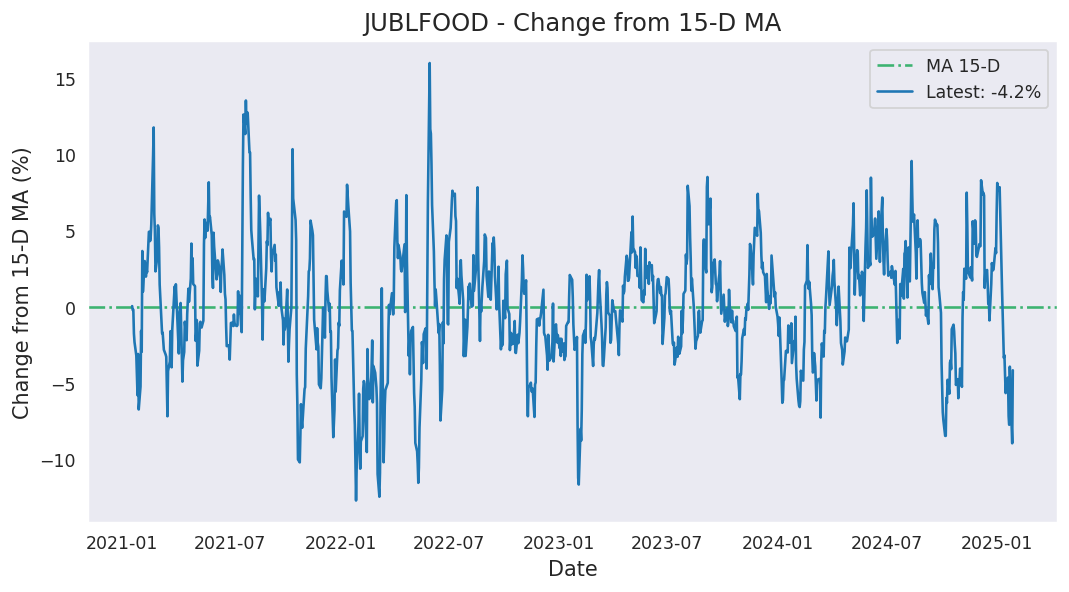 JUBLFOOD - Change from 15-D MA
MA 15-D
Latest: -4.2%
Change from 15-D MA (%)
15
10
5
0
−5
−10
2021-01 2021-07 2022-01 2022-07 2023-01 2023-07 2024-01 2024-07 2025-01
Date